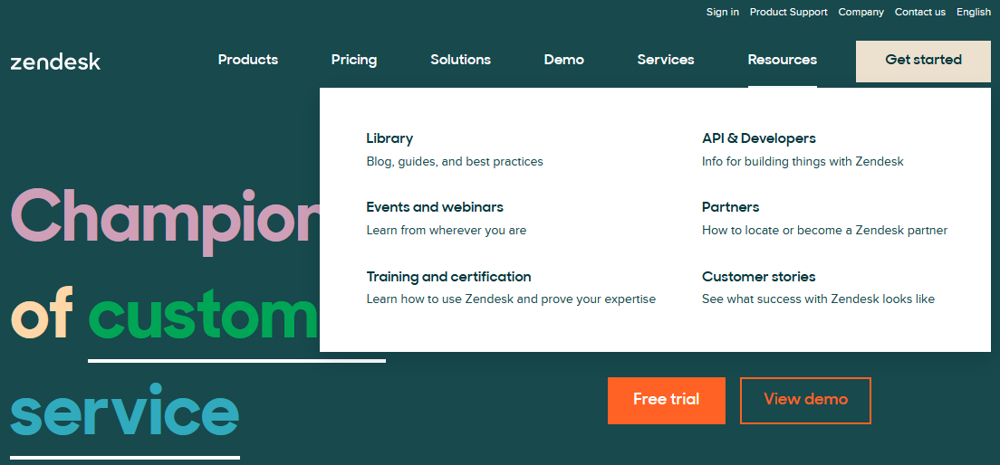 Sign in Product Support Company Contact us English
zendesk Products Pricing Solutions Demo Services Resources Get started
Library
Blog, guides, and best practices
Events and webinars
Learn from wherever you are
Training and certification
Learn how to use Zendesk and prove your expertise
API & Developers
Info for building things with Zendesk
Partners
How to locate or become a Zendesk partner
Customer stories
See what success with Zendesk looks like
Champion
of custom
service
Free trial View demo